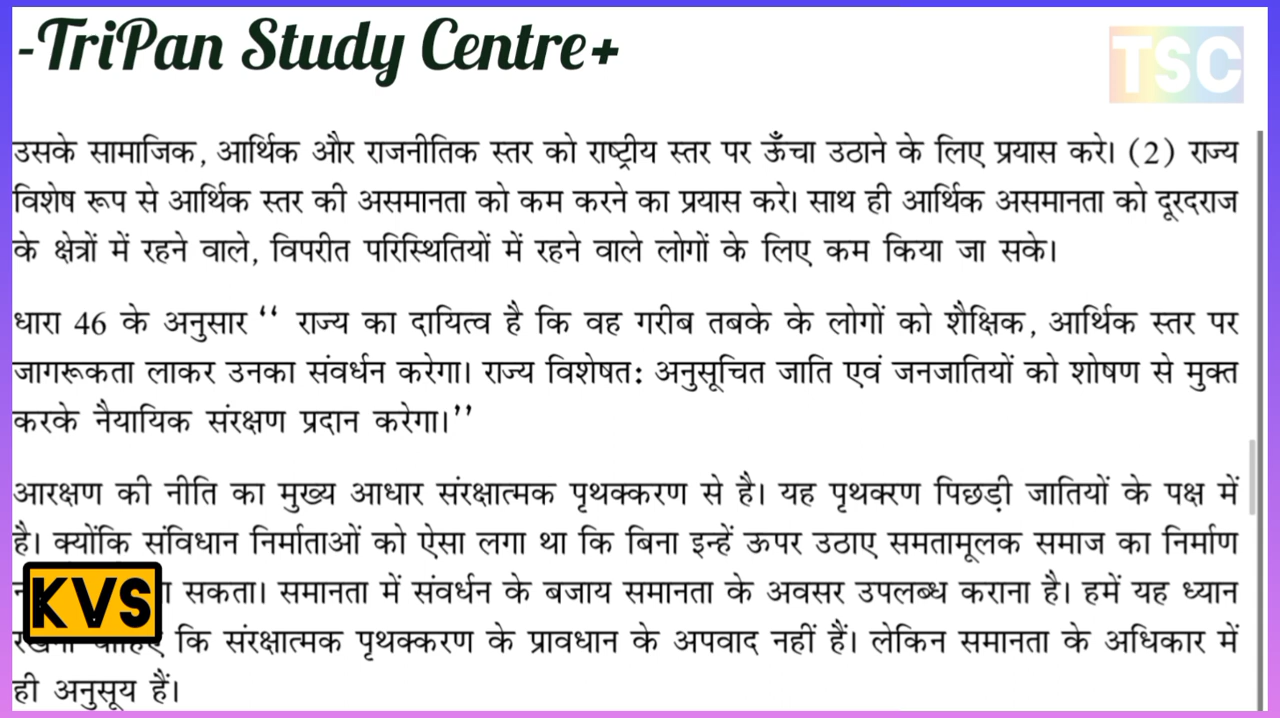 -TriPan Study Centre+
TSC
उसके सामाजिक, आर्थिक और राजनीतिक स्तर को राष्ट्रीय स्तर पर ऊँचा उठाने के लिए प्रयास करे। (2) राज्य
विशेष रूप से आर्थिक स्तर की असमानता को कम करने का प्रयास करे। साथ ही आर्थिक असमानता को दूरदराज
के क्षेत्रों में रहने वाले, विपरीत परिस्थितियों में रहने वाले लोगों के लिए कम किया जा सके।
धारा 46 के अनुसार ‘‘ राज्य का दायित्व है कि वह गरीब तबके के लोगों को शैक्षिक, आर्थिक स्तर पर
जागरूकता लाकर उनका संवर्धन करेगा। राज्य विशेषत: अनुसूचित जाति एवं जनजातियों को शोषण से मुक्त
करके नैयायिक संरक्षण प्रदान करेगा।’’
आरक्षण की नीति का मुख्य आधार संरक्षात्मक पृथक्करण से है। यह पृथक्रण पिछड़ी जातियों के पक्ष में
है। क्योंकि संविधान निर्माताओं को ऐसा लगा था कि बिना इन्हें ऊपर उठाए समतामूलक समाज का निर्माण
सकता। समानता में संवर्धन के बजाय समानता के अवसर उपलब्ध कराना है। हमें यह ध्यान
कि संरक्षात्मक पृथक्करण के प्रावधान के अपवाद नहीं हैं। लेकिन समानता के अधिकार में
ही अनुसूय हैं।
KVS